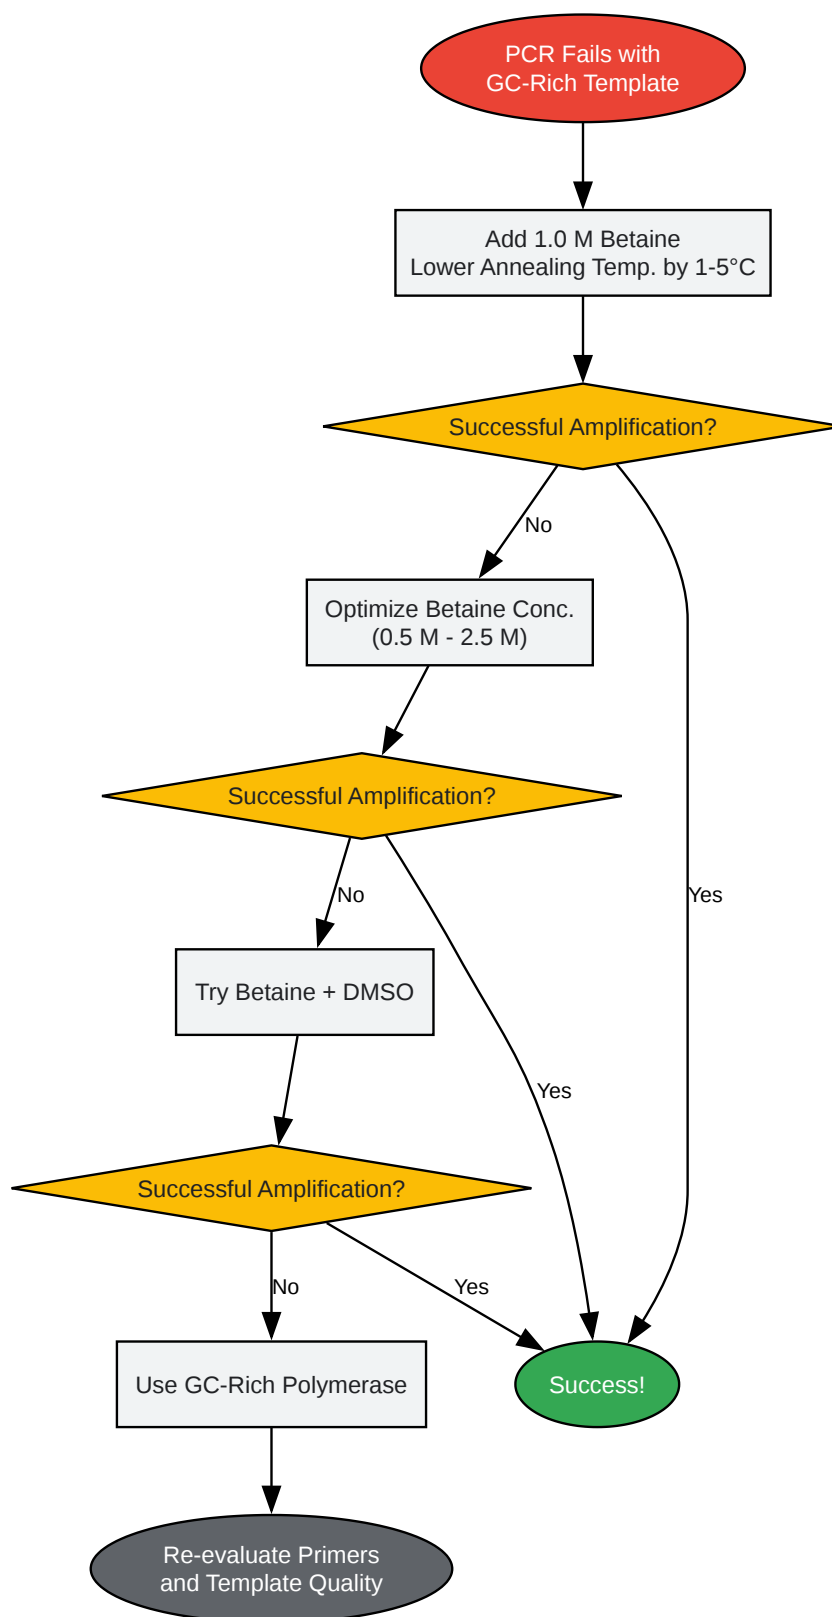 PCR Fails with
GC-Rich Template
Add 1.0 M Betaine
Lower Annealing Temp. by 1-5°C
Successful Amplification?
No
Optimize Betaine Conc.
(0.5 M - 2.5 M)
Successful Amplification?
No
Yes
Try Betaine + DMSO
Yes
Successful Amplification?
No
Yes
Use GC-Rich Polymerase
Success!
Re-evaluate Primers
and Template Quality